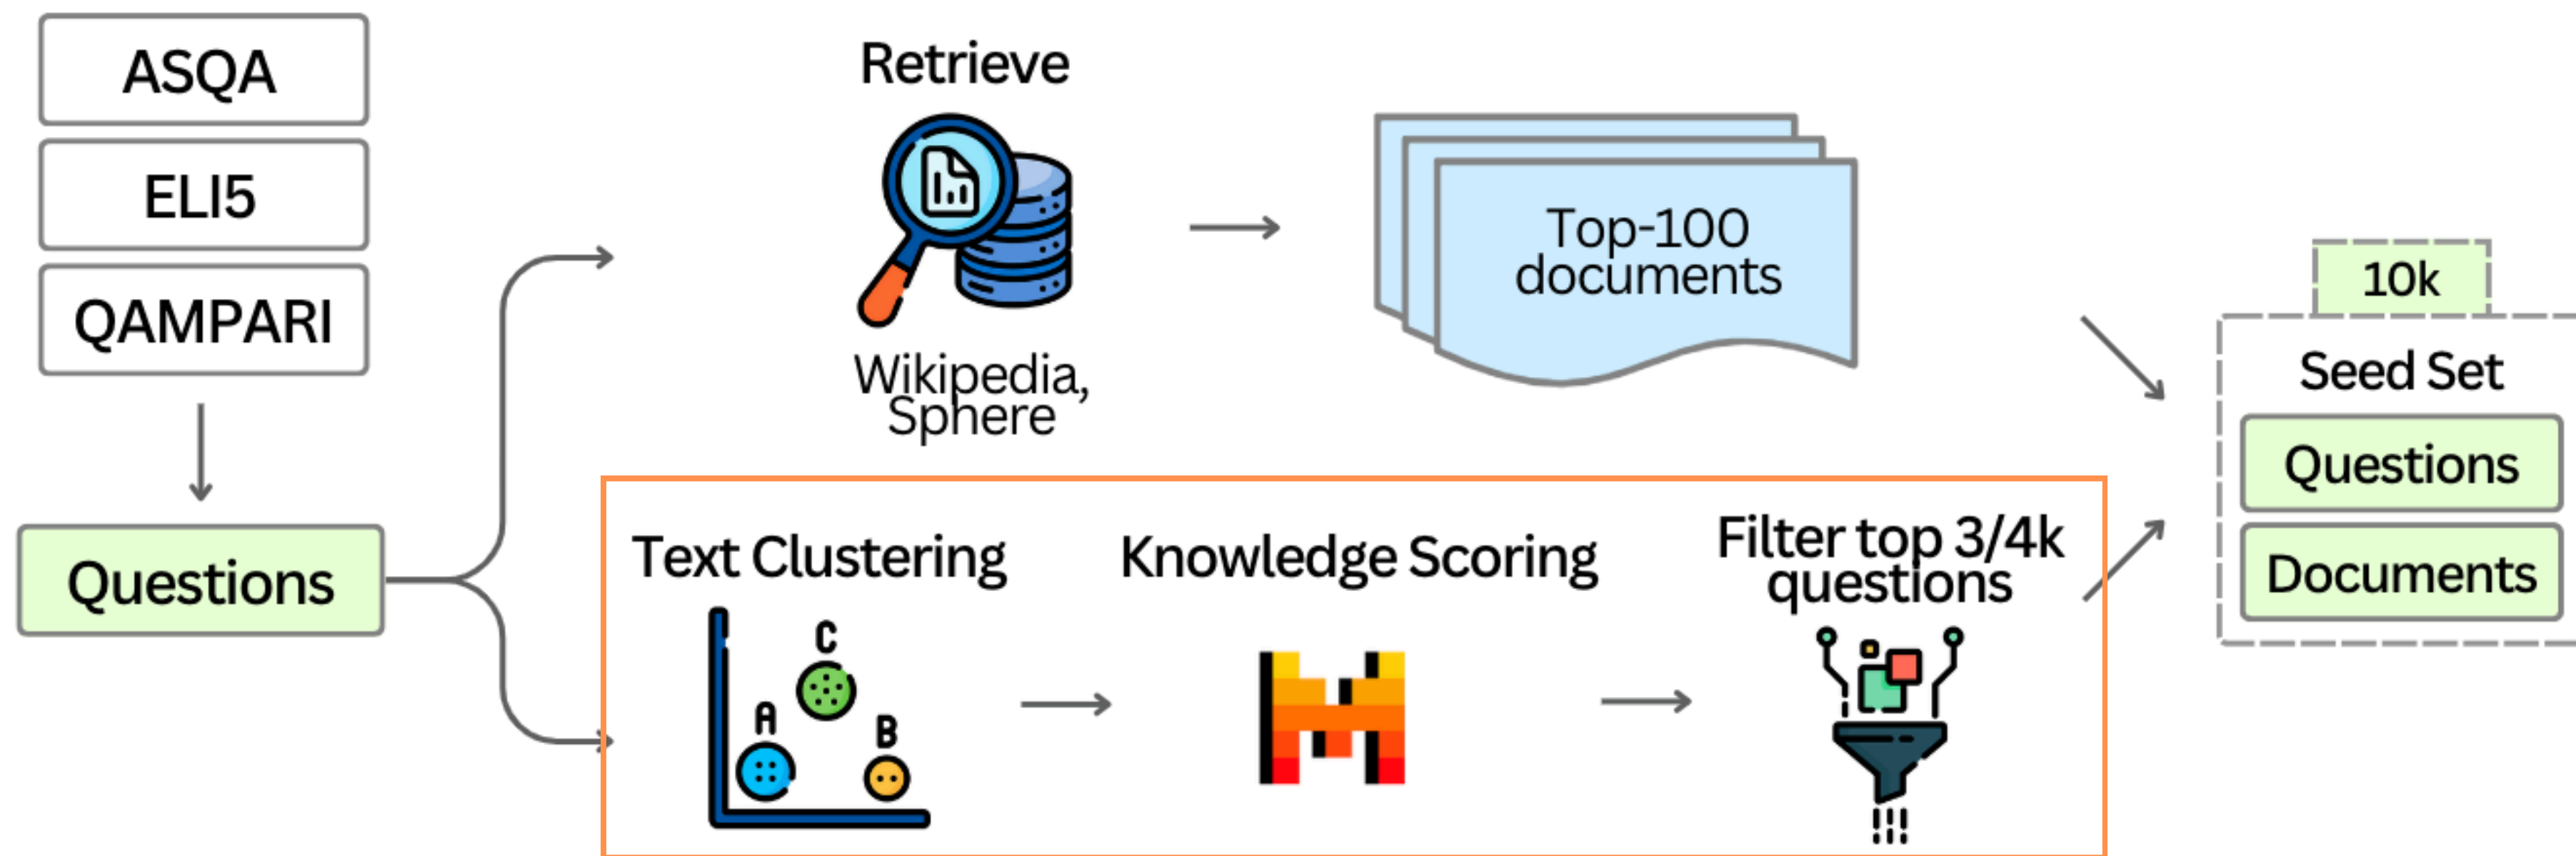 ASQA
ELI5
QAMPARI
Questions
Retrieve
Wikipedia,
Sphere
Top-100
documents
Text Clustering
C
A
B
Knowledge Scoring
Filter top 3/4k
questions
10k
Seed Set
Questions
Documents